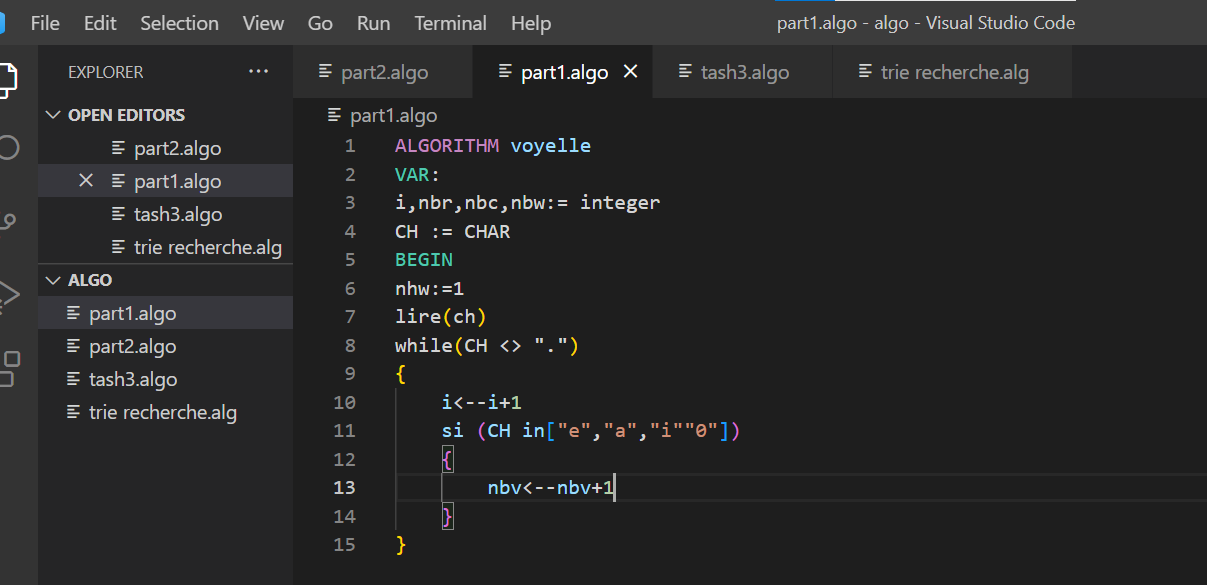 File Edit Selection View Go Run Terminal Help part1.algo - algo - Visual Studio Code
EXPLORER ···
part2.algo part1.algo × tash3.algo trie recherche.alg
OPEN EDITORS
part2.algo
× part1.algo
tash3.algo
trie recherche.alg
ALGO
part1.algo
part2.algo
tash3.algo
trie recherche.alg
part1.algo
1 ALGORITHM voyelle
2 VAR:
3 i,nbr,nbc,nbw:= integer
4 CH := CHAR
5 BEGIN
6 nhw:=1
7 lire(ch)
8 while(CH <> ".")
9 {
10 i<--i+1
11 si (CH in["e","a","i""0"])
12 {
13 nbv<--nbv+1
14 }
15 }